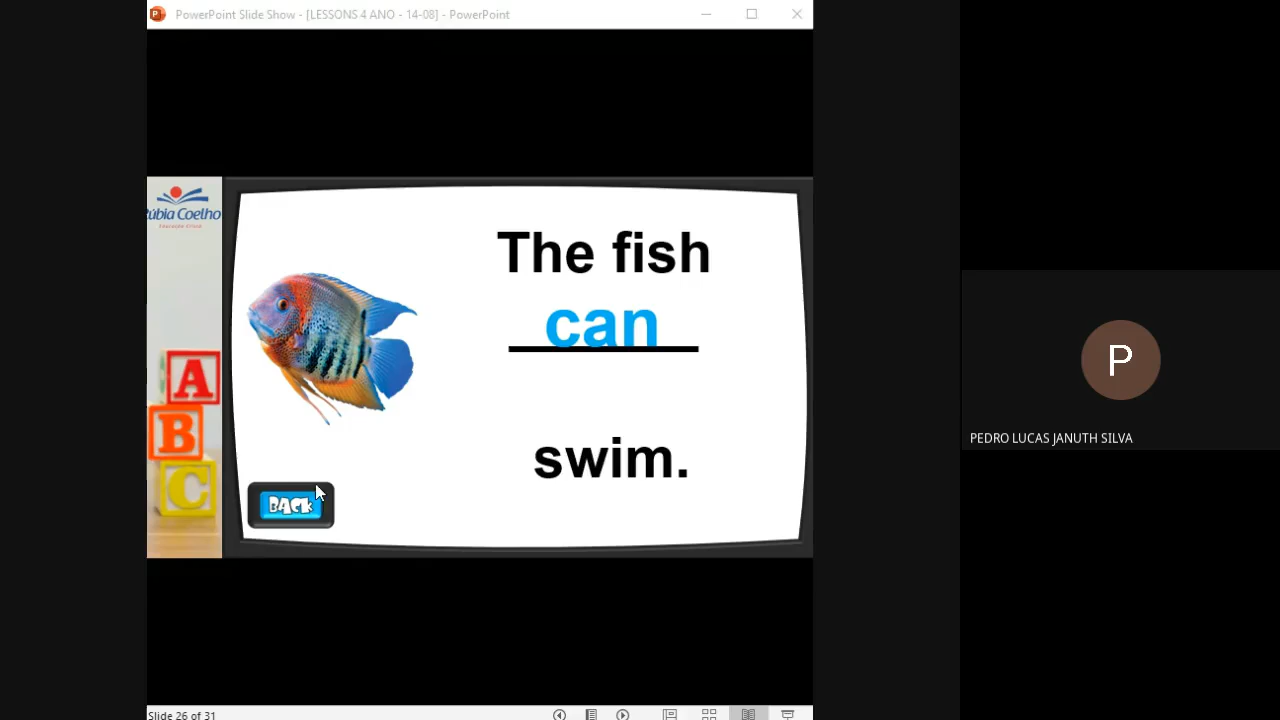 PowerPoint Slide Show - [LESSONS 4 ANO - 14-08] - PowerPoint
Rúbia Coelho
The fish
can
swim.
A
B
C
BACK
P
PEDRO LUCAS JANUTH SILVA
Slide 26 of 31